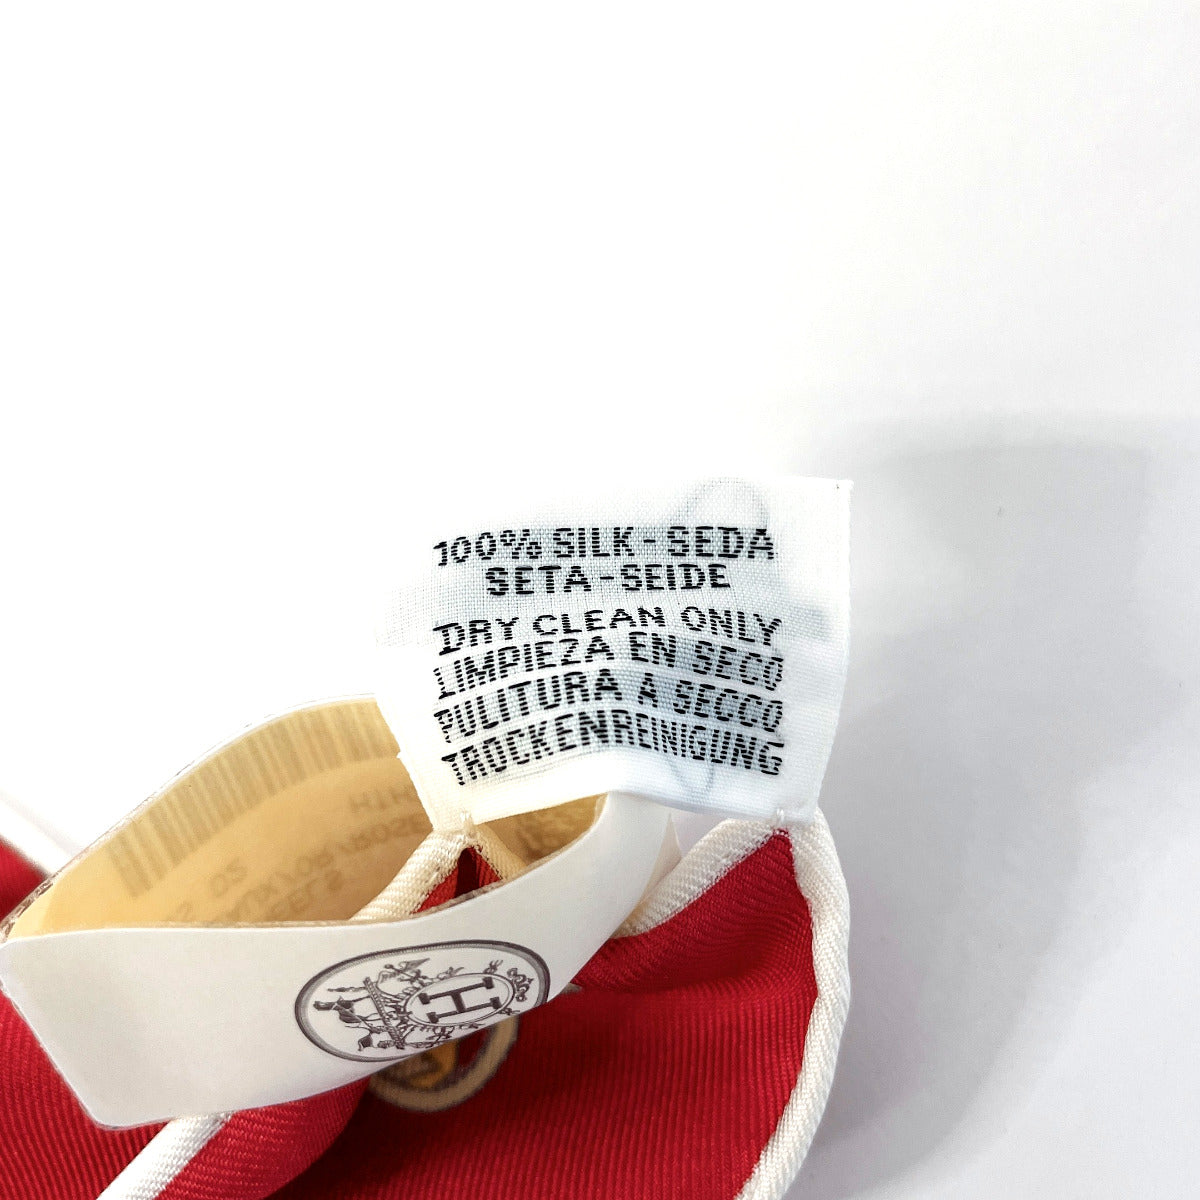 100% SILK - SEDA
SETA - SEIDE
DRY CLEAN ONLY
LIMPIEZA EN SECO
PULITURA A SECCO
TROCKENREINIGUNG
H